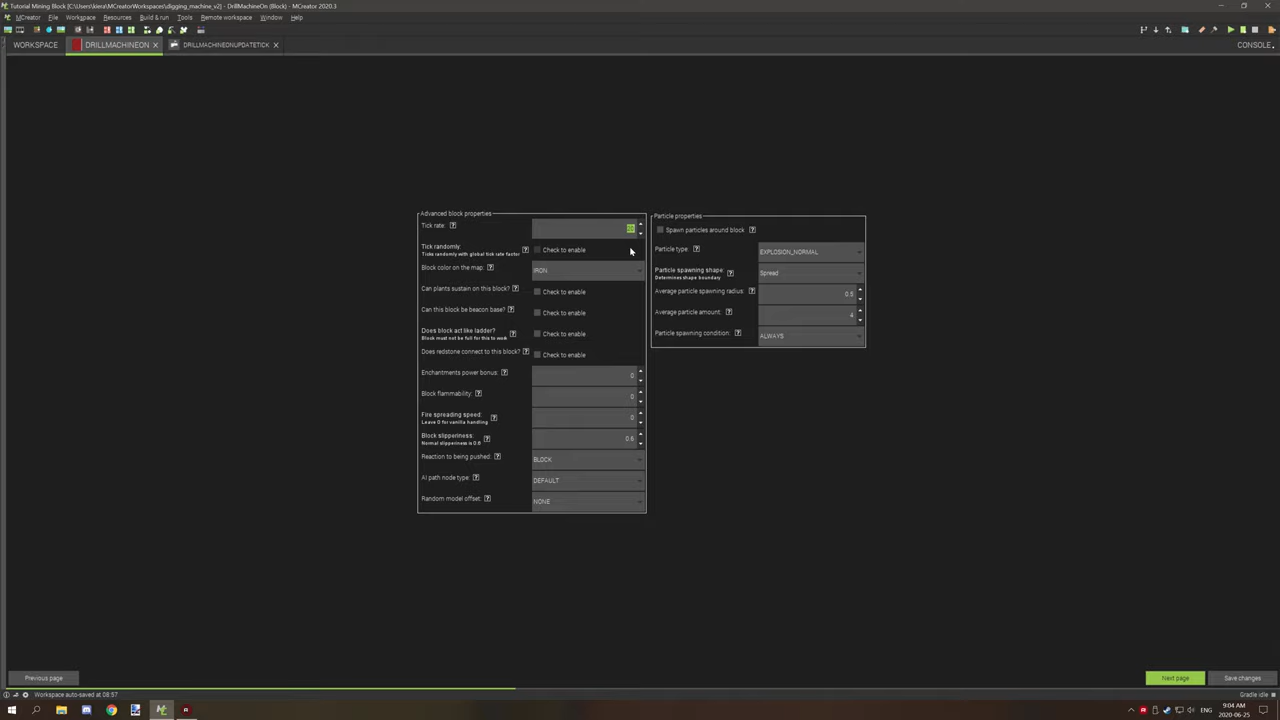 Tutorial Mining Block [C:\Users\kiera\MCreatorWorkspaces\digging_machine_v2] - DrillMachineOn (Block) - MCreator 2020.3
MCreator File Workspace Resources Build & run Tools Remote workspace Window Help
WORKSPACE DRILLMACHINEON DRILLMACHINEONUPDATETICK CONSOLE
Advanced block properties
Tick rate: ?
Tick randomly:
Ticks randomly with global tick rate factor ? Check to enable
Block color on the map: ? IRON
Can plants sustain on this block? ? Check to enable
Can this block be beacon base? ? Check to enable
Does block act like ladder?
Block must not be full for this to work ? Check to enable
Does redstone connect to this block? ? Check to enable
Enchantments power bonus: ? 0
Block flammability: ? 0
Fire spreading speed:
Leave 0 for vanilla handling ? 0
Block slipperiness:
Normal slipperiness is 0.6 ? 0.6
Reaction to being pushed: ? BLOCK
AI path node type: ? DEFAULT
Random model offset: ? NONE
Particle properties
Spawn particles around block ?
Particle type: ? EXPLOSION_NORMAL
Particle spawning shape:
Determines shape boundary ? Spread
Average particle spawning radius: ? 0.5
Average particle amount: ? 4
Particle spawning condition: ? ALWAYS
Previous page Next page Save changes
Workspace auto-saved at 08:57 Gradle idle
ENG 9:04 AM
2020-06-25